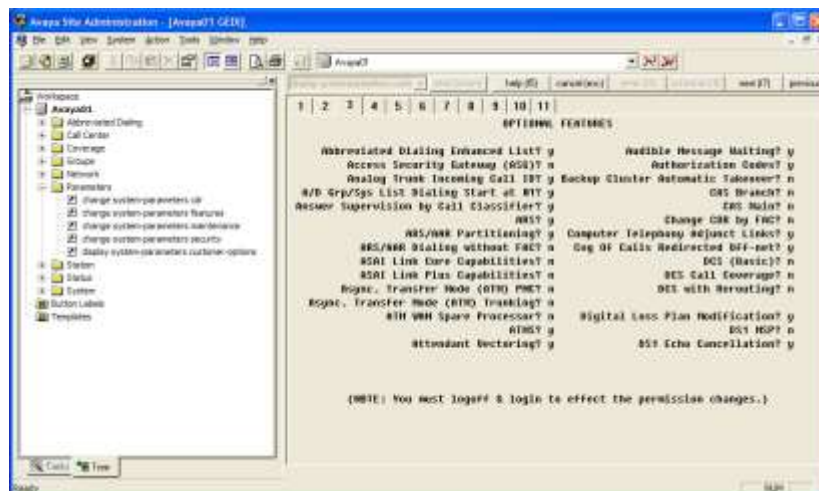 Avaya Site Administration - [Avaya01 GEDI]
File Edit View System Action Tools Window Help
Avaya01
help (f5) cancel(esc) next (f7) previous
Workspace
Avaya01
Abbreviated Dialing
Call Center
Coverage
Groups
Network
Parameters
change system-parameters cdr
change system-parameters features
change system-parameters maintenance
change system-parameters security
display system-parameters customer-options
Station
Status
System
Button Labels
Templates
1 2 3 4 5 6 7 8 9 10 11
OPTIONAL FEATURES
Abbreviated Dialing Enhanced List? y Audible Message Waiting? y
Access Security Gateway (ASG)? n Authorization Codes? y
Analog Trunk Incoming Call ID? y Backup Cluster Automatic Takeover? n
A/D Grp/Sys List Dialing Start at 01? y CAS Branch? n
Answer Supervision by Call Classifier? y CAS Main? n
ARS? y Change COR by FAC? n
ARS/AAR Partitioning? y Computer Telephony Adjunct Links? y
ARS/AAR Dialing without FAC? n Cvg Of Calls Redirected Off-net? y
ASAI Link Core Capabilities? n DCS (Basic)? n
ASAI Link Plus Capabilities? n DCS Call Coverage? n
Async. Transfer Mode (ATM) PNC? n DCS with Rerouting? n
Async. Transfer Mode (ATM) Trunking? n
ATM WAN Spare Processor? n Digital Loss Plan Modification? y
ATMS? y DS1 MSP? n
Attendant Vectoring? y DS1 Echo Cancellation? y
(NOTE: You must logoff & login to effect the permission changes.)
Tasks Tree
Ready NUM